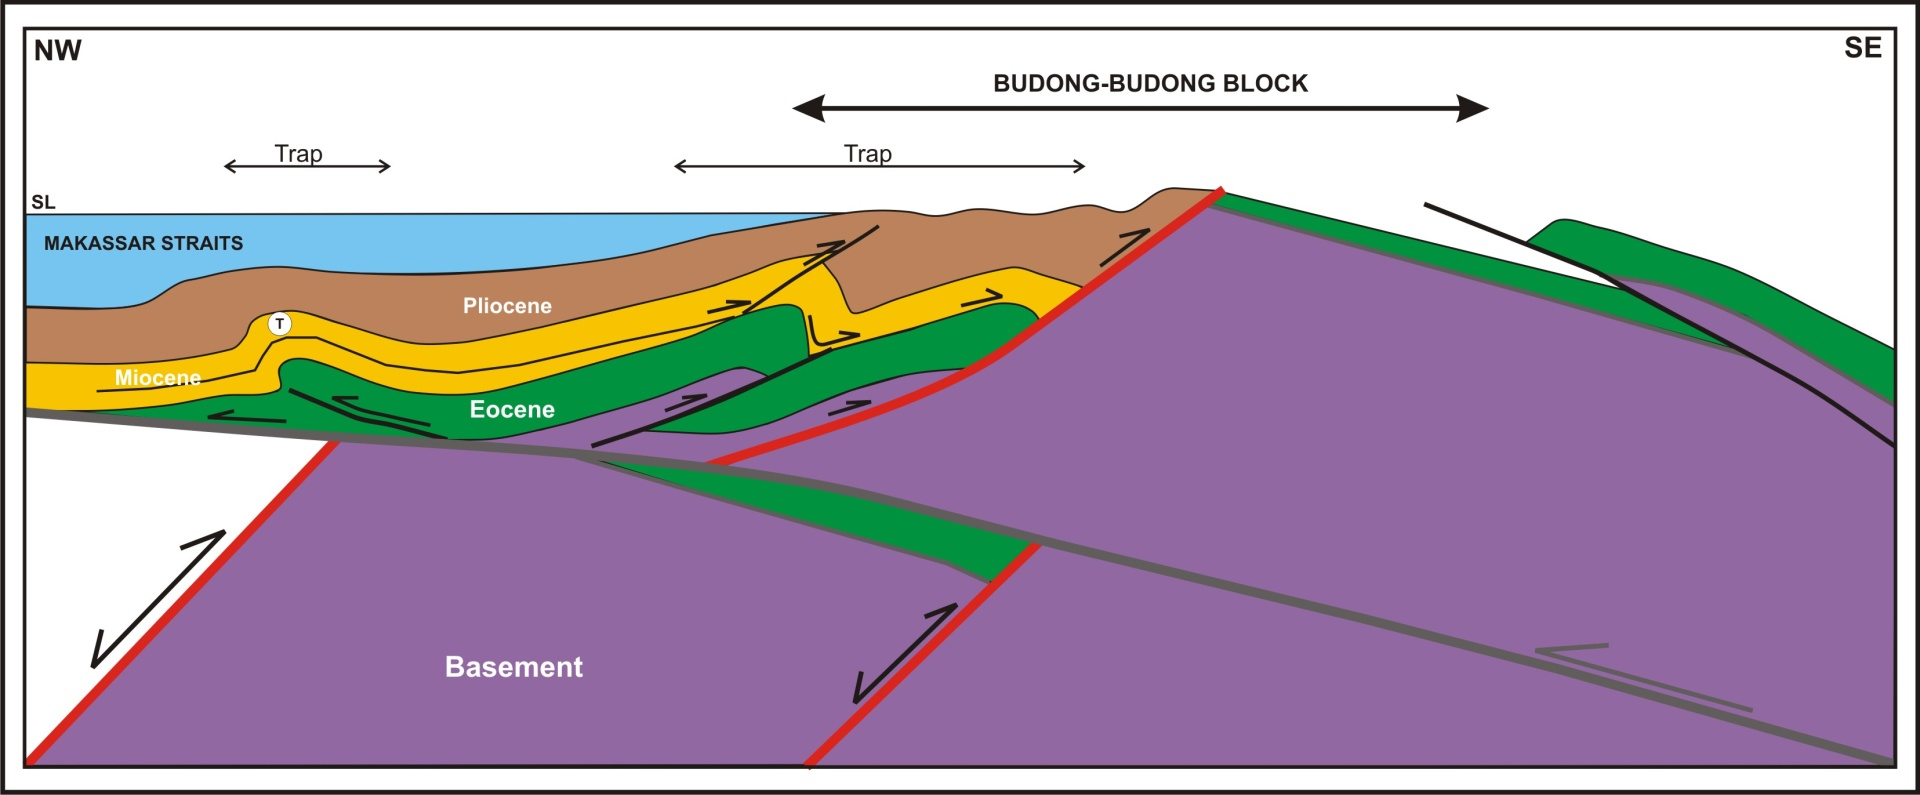 NW
SE
BUDONG-BUDONG BLOCK
Trap
Trap
SL
MAKASSAR STRAITS
Pliocene
T
Miocene
Eocene
Basement